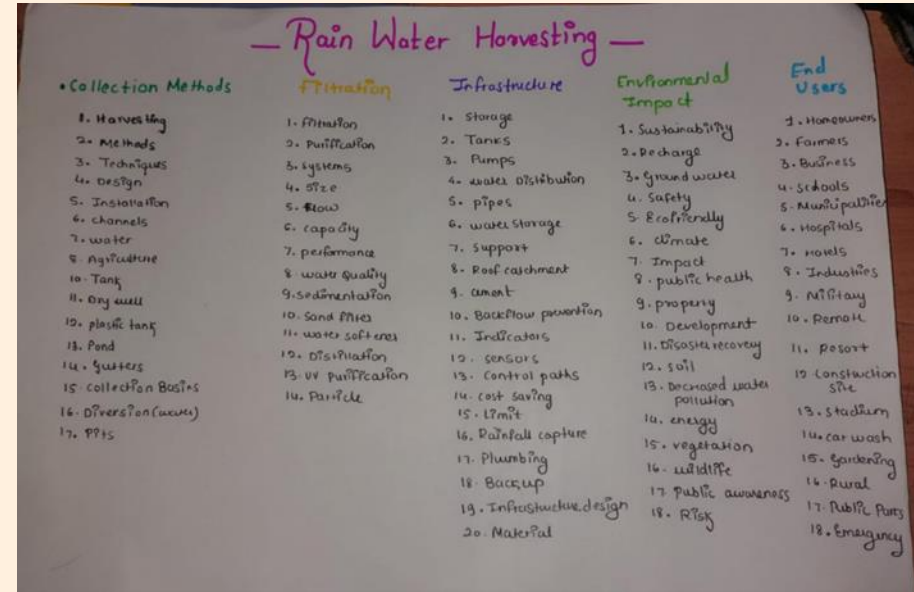 — Rain Water Harvesting —
• Collection Methods
1. Harvesting
2. Methods
3. Techniques
4. Design
5. Installation
6. channels
7. water
8. Agriculture
10. Tank
11. Dry well
12. plastic tank
13. Pond
14. Gutters
15. Collection Basins
16. Diversion (water)
17. Pits
Filtration
1. filtration
2. Purification
3. Systems
4. Size
5. Flow
6. capacity
7. performance
8. water Quality
9. Sedimentation
10. Sand filter
11. water softener
12. Distillation
13. UV Purification
14. Particle
Infrastructure
1. Storage
2. Tanks
3. Pumps
4. water Distribution
5. pipes
6. water storage
7. Support
8. Roof catchment
9. cement
10. Backflow prevention
11. Indicators
12. sensors
13. Control paths
14. cost saving
15. Limit
16. Rainfall capture
17. Plumbing
18. Backup
19. Infrastructure design
20. Material
Environmental
Impact
1. Sustainability
2. Recharge
3. Ground water
4. Safety
5. Ecofriendly
6. climate
7. Impact
8. public health
9. property
10. Development
11. Disaster recovery
12. soil
13. Decreased water
pollution
14. energy
15. vegetation
16. wildlife
17. Public awareness
18. Risk
End
Users
1. Homeowners
2. Farmers
3. Business
4. Schools
5. Municipalities
6. Hospitals
7. Hotels
8. Industries
9. Military
10. Remote
11. Resort
12. Construction
site
13. Stadium
14. car wash
15. Gardening
16. Rural
17. Public Parks
18. Emergency